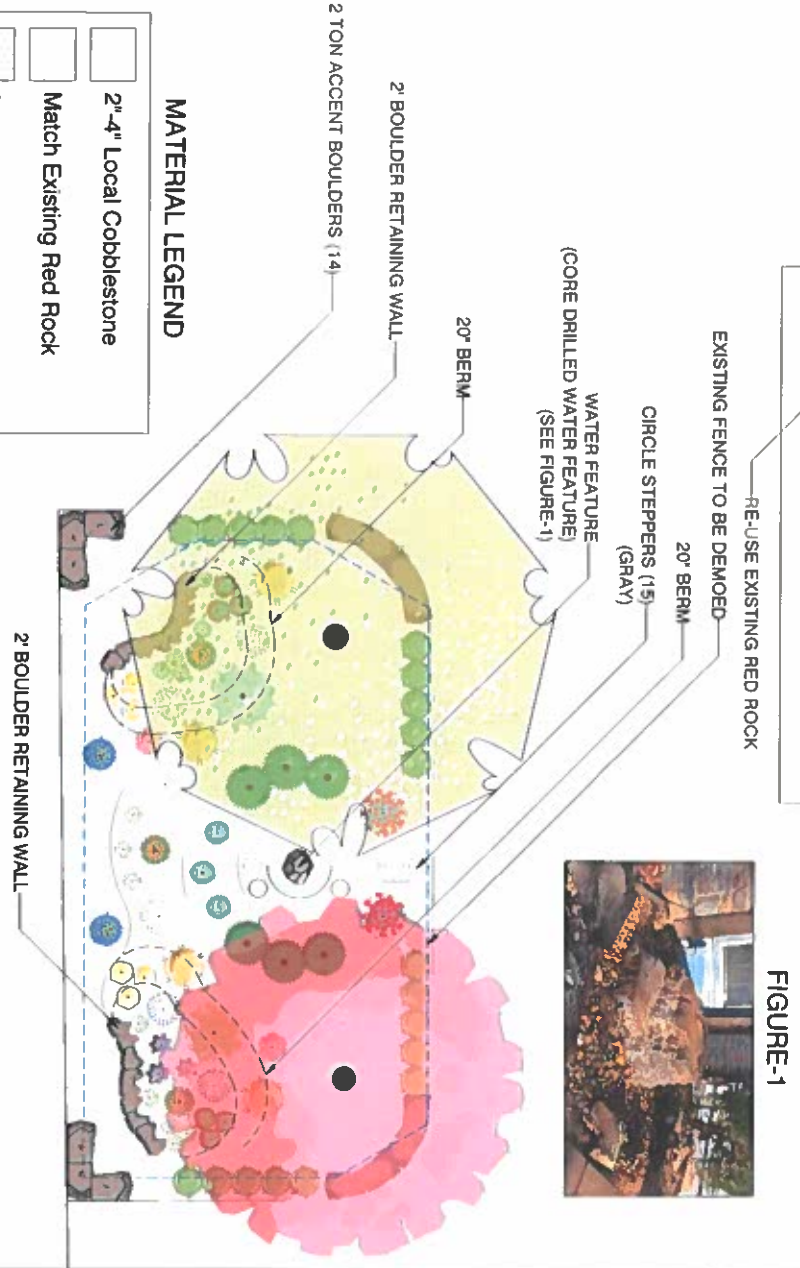 RE-USE EXISTING RED ROCK
EXISTING FENCE TO BE DEMOED
20" BERM
CIRCLE STEPPERS (15)
(GRAY)
WATER FEATURE
(CORE DRILLED WATER FEATURE)
(SEE FIGURE-1)
20" BERM
2' BOULDER RETAINING WALL
2 TON ACCENT BOULDERS (14)
FIGURE-1
2' BOULDER RETAINING WALL
MATERIAL LEGEND
2"-4" Local Cobblestone
Match Existing Red Rock